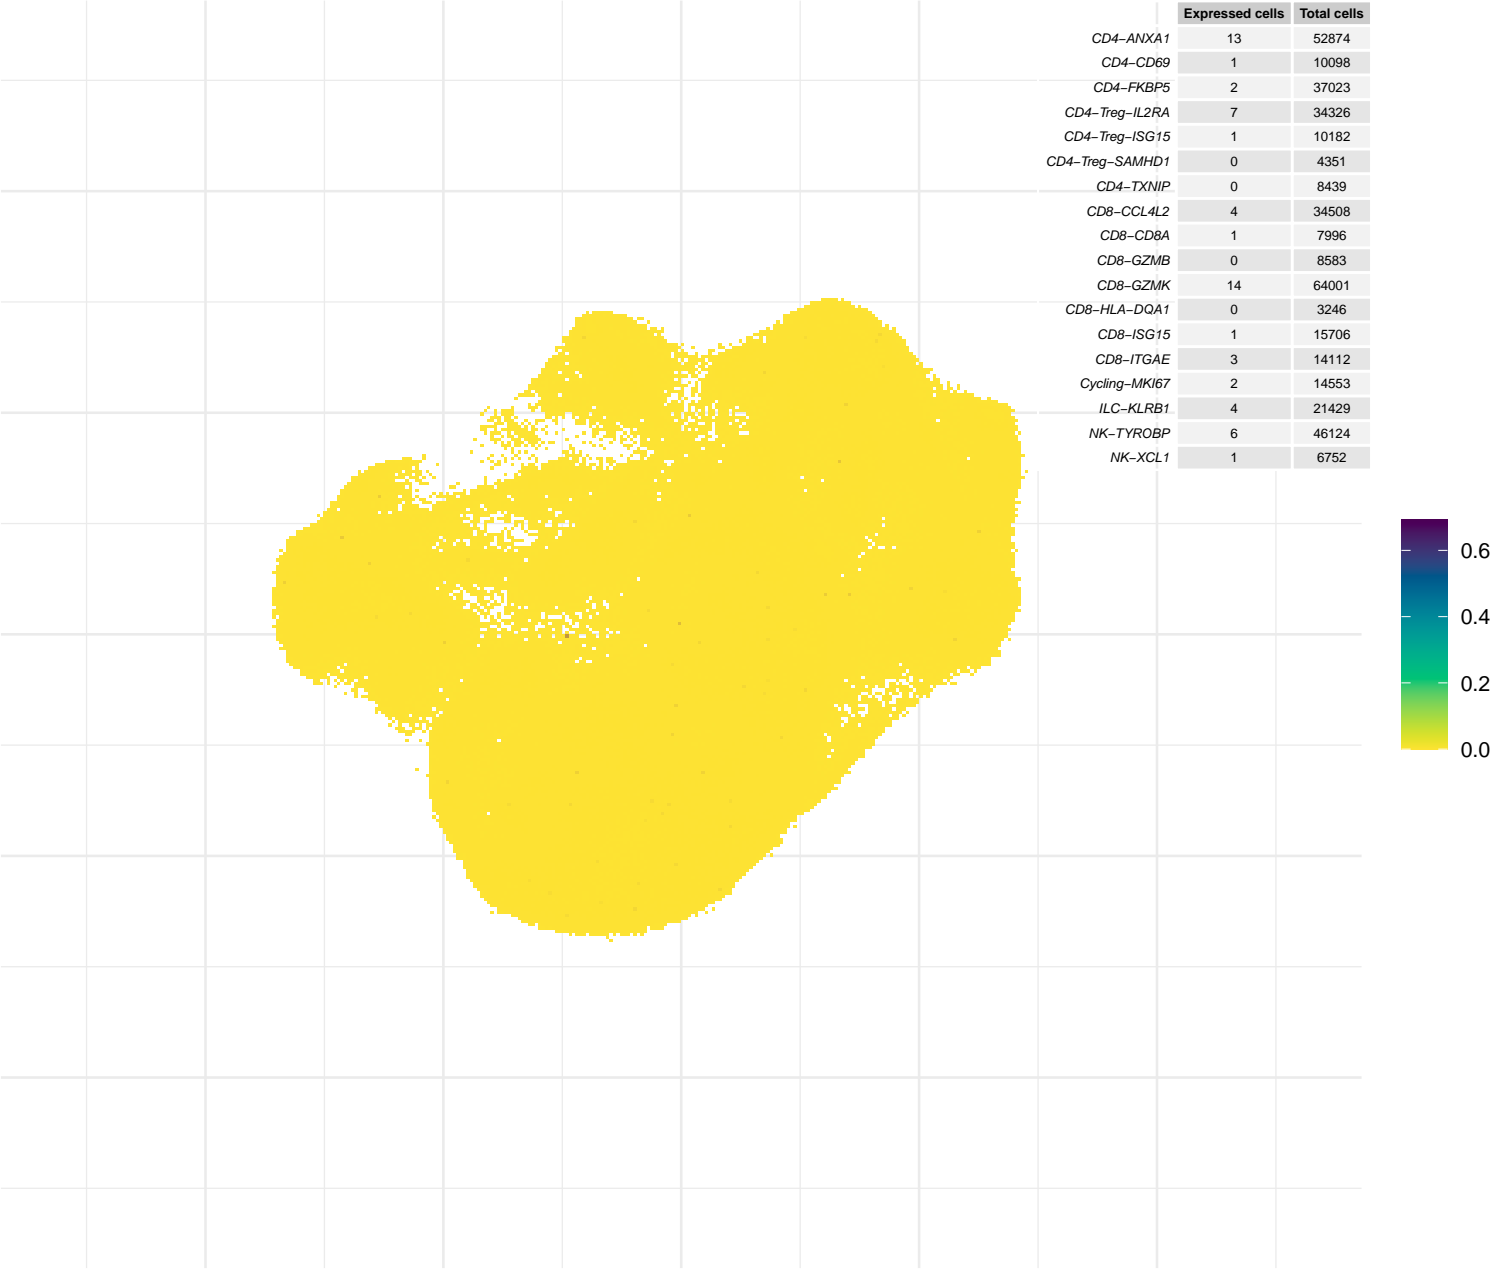 Expressed cells Total cells
CD4−ANXA1 13 52874
CD4−CD69 1 10098
CD4−FKBP5 2 37023
CD4−Treg−IL2RA 7 34326
CD4−Treg−ISG15 1 10182
CD4−Treg−SAMHD1 0 4351
CD4−TXNIP 0 8439
CD8−CCL4L2 4 34508
CD8−CD8A 1 7996
CD8−GZMB 0 8583
CD8−GZMK 14 64001
CD8−HLA−DQA1 0 3246
CD8−ISG15 1 15706
CD8−ITGAE 3 14112
Cycling−MKI67 2 14553
ILC−KLRB1 4 21429
NK−TYROBP 6 46124
NK−XCL1 1 6752
0.6
0.4
0.2
0.0